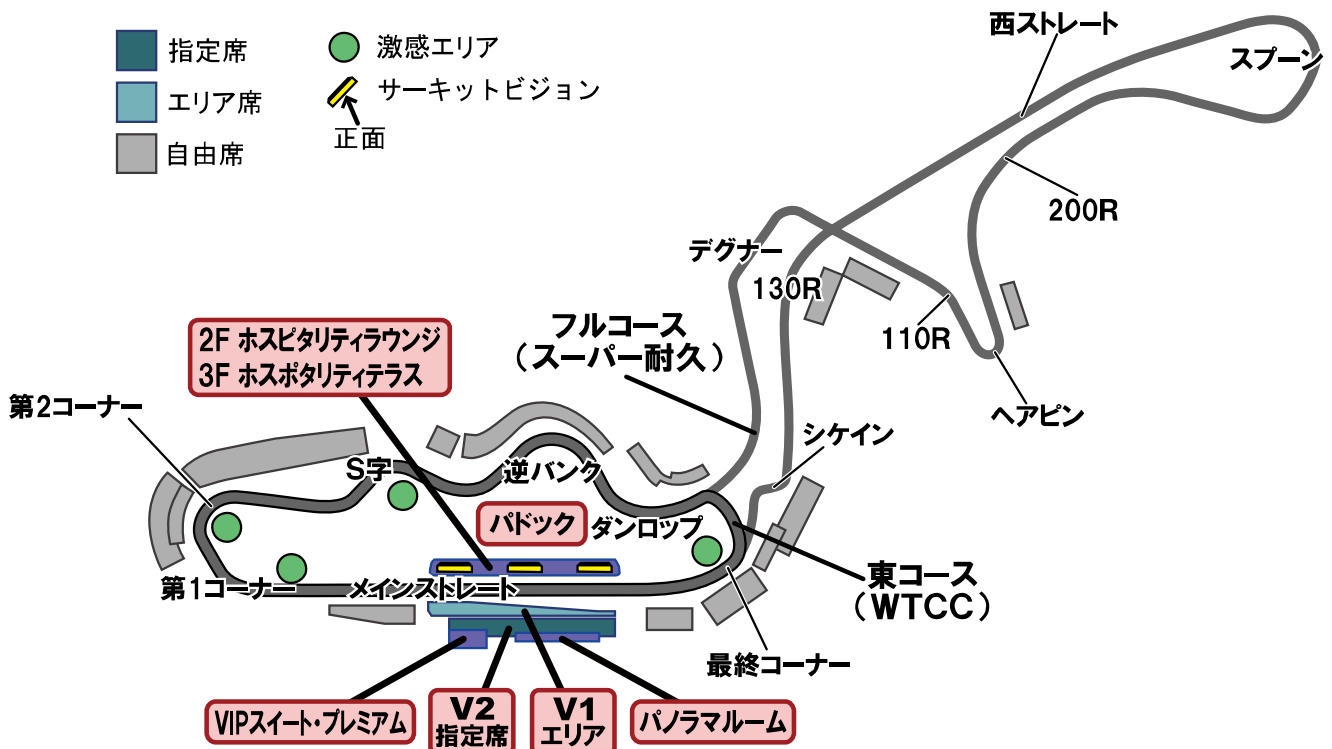 指定席
エリア席
自由席
激感エリア
サーキットビジョン
正面
西ストレート
スプーン
200R
デグナー
130R
110R
ヘアピン
フルコース
（スーパー耐久）
シケイン
2F ホスピタリティラウンジ
3F ホスポタリティテラス
第2コーナー
S字
逆バンク
パドック
ダンロップ
東コース
（WTCC）
第1コーナー
メインストレート
最終コーナー
VIPスイート・プレミアム
V2
指定席
V1
エリア
パノラマルーム